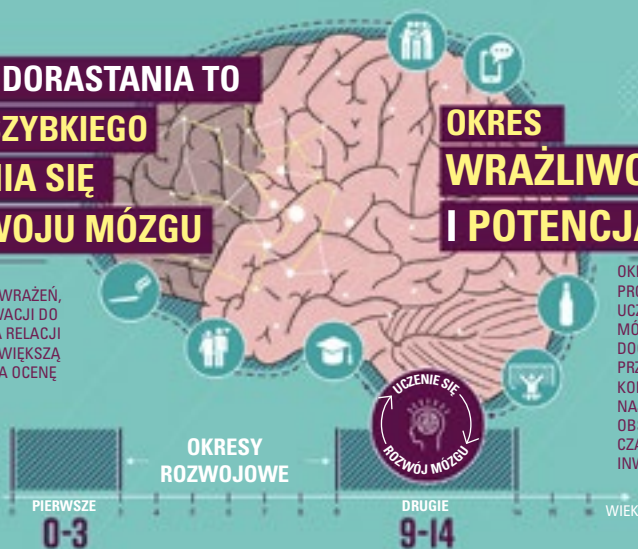 DORASTANIA TO
ZYBKIEGO
NIA SIĘ
WOJU MÓZGU
WRAŻEŃ,
WACJI DO
A RELACJI
WIĘKSZĄ
A OCENĘ
OKRES
WRAŻLIWO
I POTENCJA
OK
PRO
UCZ
MÓ
DO
PRZ
KO
NA
OB
CZA
INW
UCZENIE SIĘ
ROZWÓJ MÓZGU
OKRESY
ROZWOJOWE
PIERWSZE
0-3
DRUGIE
9-14
WIEK